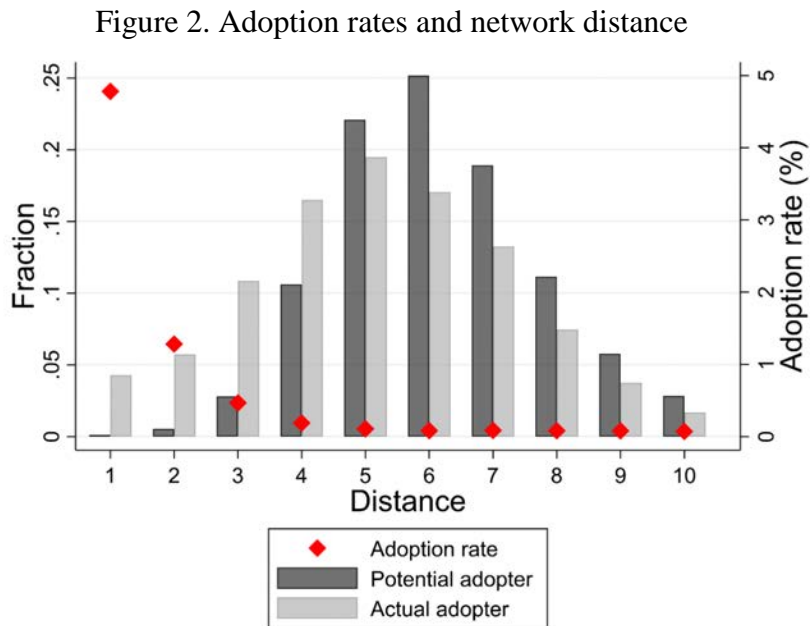 Figure 2. Adoption rates and network distance
.25
.2
.15
.1
.05
0
Fraction
5
4
3
2
1
0
Adoption rate (%)
1 2 3 4 5 6 7 8 9 10
Distance
Adoption rate
Potential adopter
Actual adopter